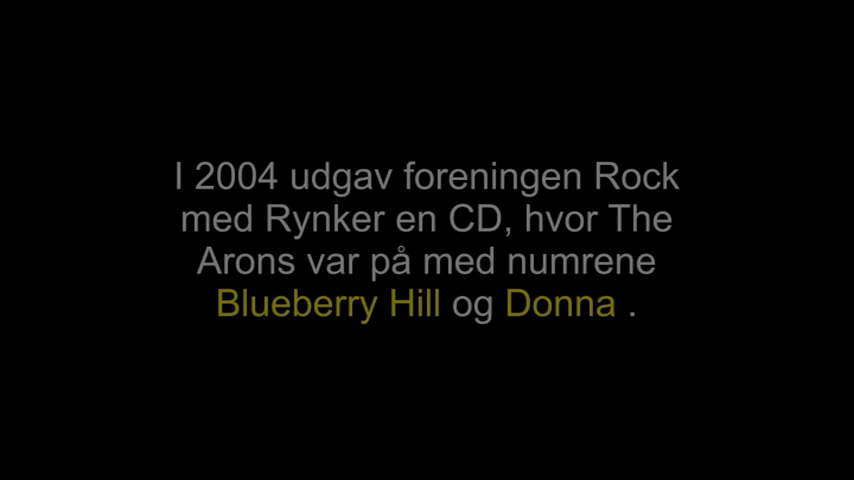 I 2004 udgav foreningen Rock
med Rynker en CD, hvor The
Arons var på med numrene
Blueberry Hill og Donna .